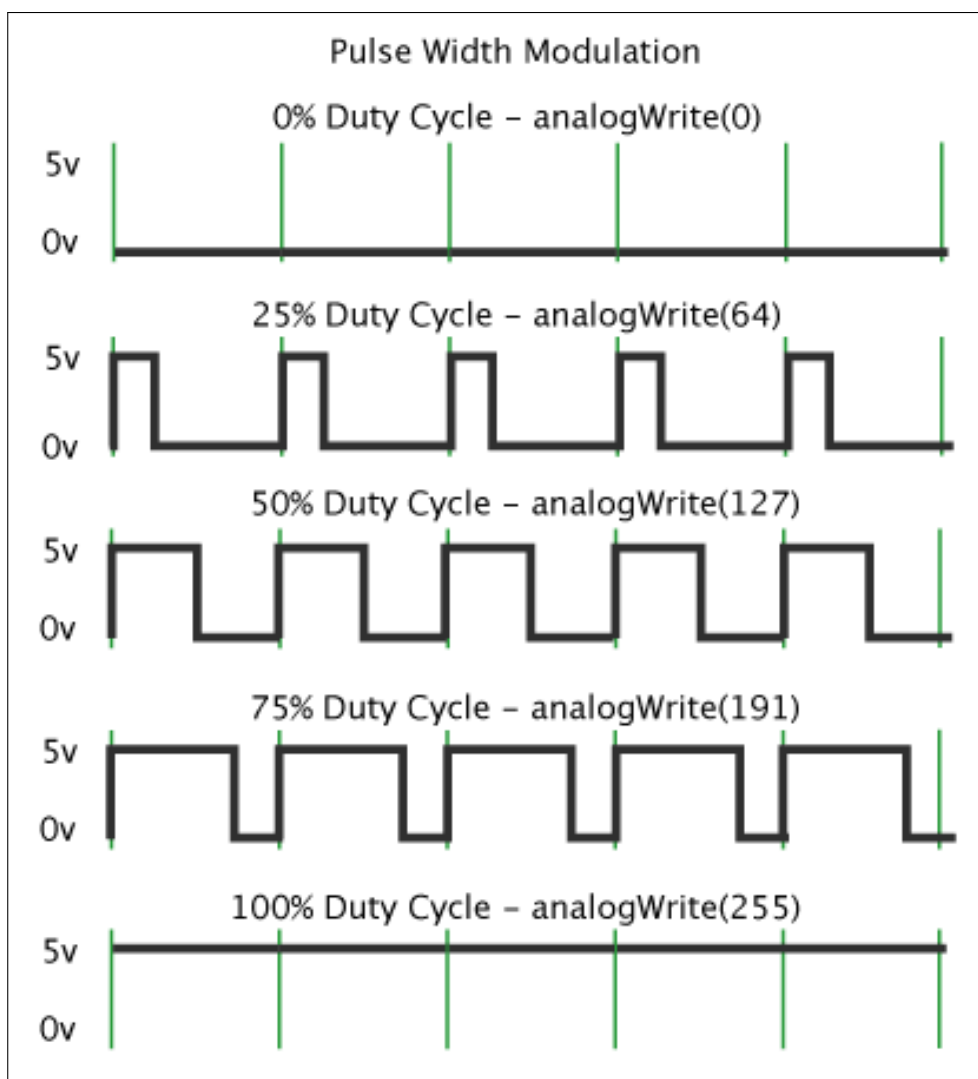 Pulse Width Modulation
0% Duty Cycle – analogWrite(0)
5v
0v
25% Duty Cycle – analogWrite(64)
5v
0v
50% Duty Cycle – analogWrite(127)
5v
0v
75% Duty Cycle – analogWrite(191)
5v
0v
100% Duty Cycle – analogWrite(255)
5v
0v